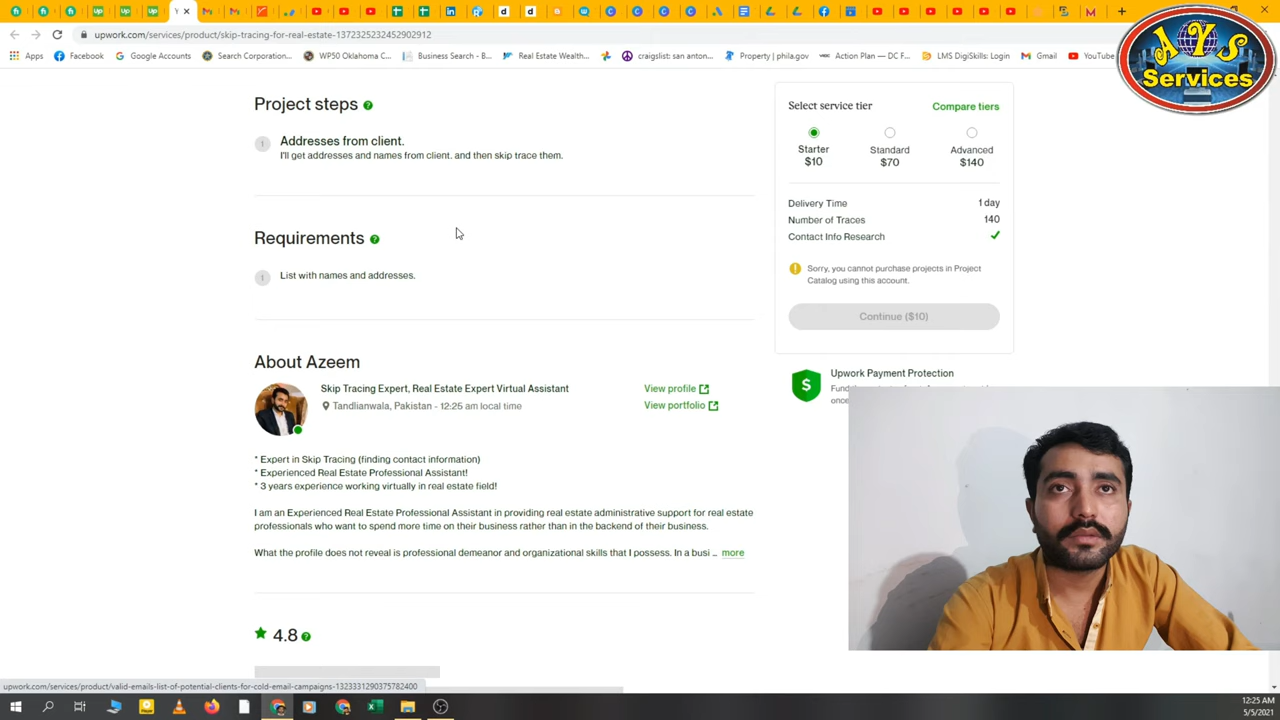 upwork.com/services/product/skip-tracing-for-real-estate-1372325232452902912
Apps
Facebook
Google Accounts
Search Corporation...
WP50 Oklahoma C...
Business Search - B...
Real Estate Wealth...
craigslist: san anton...
Property | phila.gov
Action Plan — DC F...
LMS DigiSkills: Login
Gmail
YouTube
AYS
Services
Project steps
Addresses from client.
I'll get addresses and names from client, and then skip trace them.
Requirements
List with names and addresses.
About Azeem
Skip Tracing Expert, Real Estate Expert Virtual Assistant
Tandlianwala, Pakistan - 12:25 am local time
View profile
View portfolio
* Expert in Skip Tracing (finding contact information)
* Experienced Real Estate Professional Assistant!
* 3 years experience working virtually in real estate field!
I am an Experienced Real Estate Professional Assistant in providing real estate administrative support for real estate
professionals who want to spend more time on their business rather than in the backend of their business.
What the profile does not reveal is professional demeanor and organizational skills that I possess. In a busi ... more
4.8
Select service tier
Compare tiers
Starter
$10
Standard
$70
Advanced
$140
Delivery Time 1 day
Number of Traces 140
Contact Info Research
Sorry, you cannot purchase projects in Project
Catalog using this account.
Continue ($10)
Upwork Payment Protection
upwork.com/services/product/valid-emails-list-of-potential-clients-for-cold-email-campaigns-1323331290375782400
12:25 AM
5/5/2021